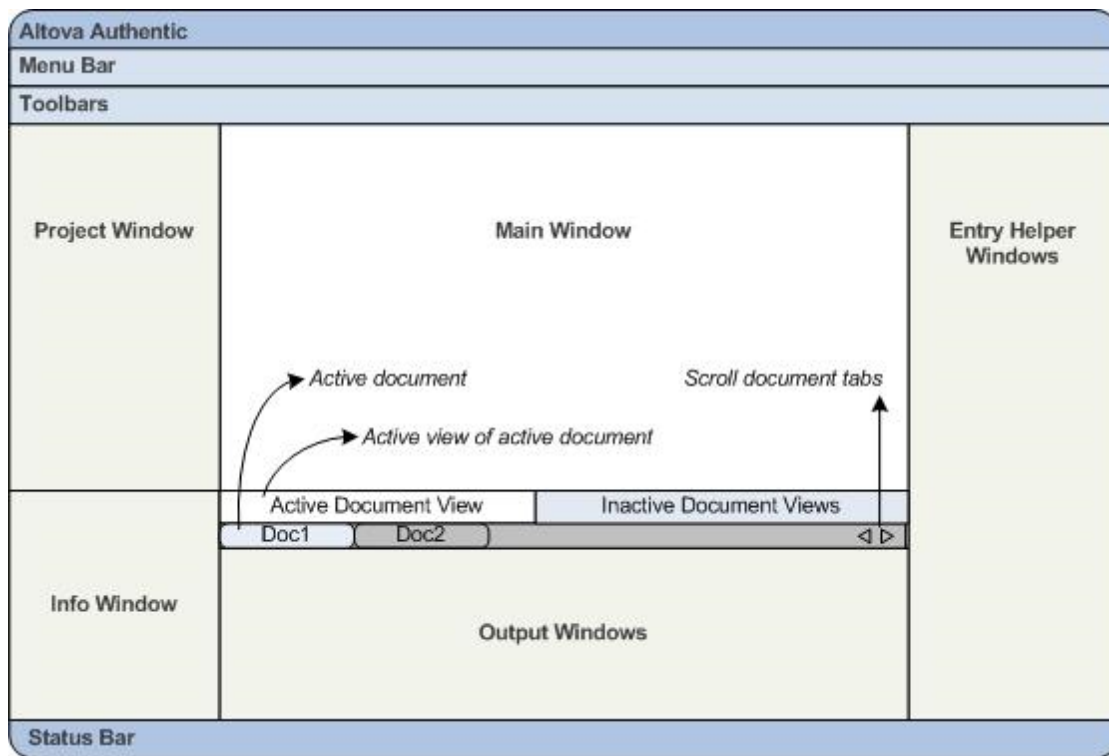 Altova Authentic
Menu Bar
Toolbars
Project Window
Main Window
Entry Helper
Windows
Active document
Scroll document tabs
Active view of active document
Active Document View
Inactive Document Views
Doc1
Doc2
Info Window
Output Windows
Status Bar